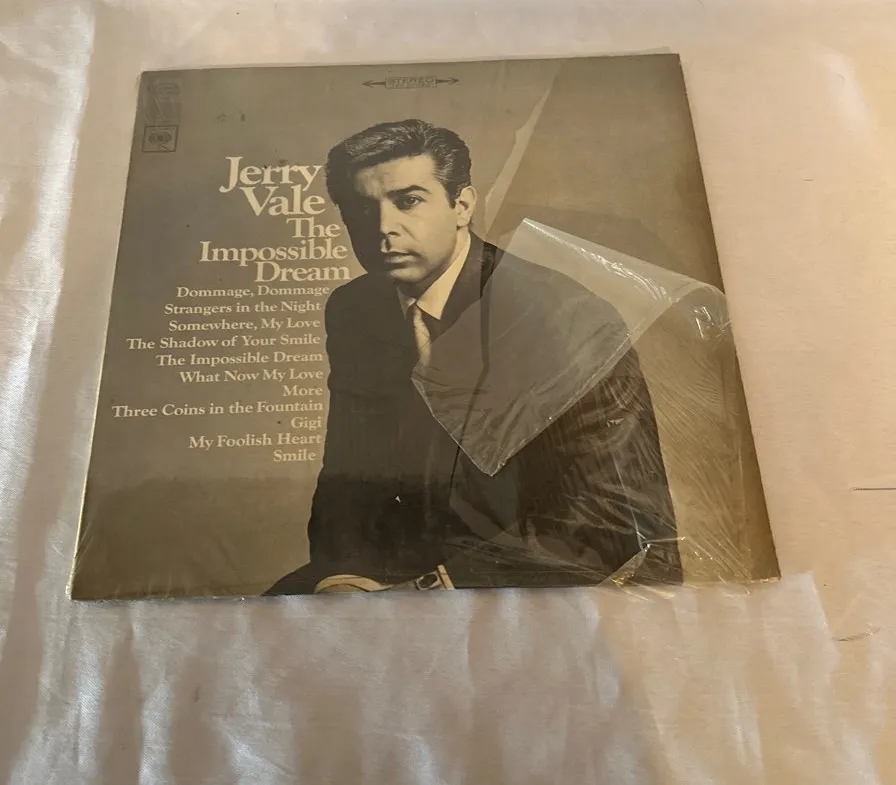 STEREO
Jerry
Vale
The
Impossible
Dream
Dommage, Dommage
Strangers in the Night
Somewhere, My Love
The Shadow of Your Smile
The Impossible Dream
What Now My Love
More
Three Coins in the Fountain
Gigi
My Foolish Heart
Smile